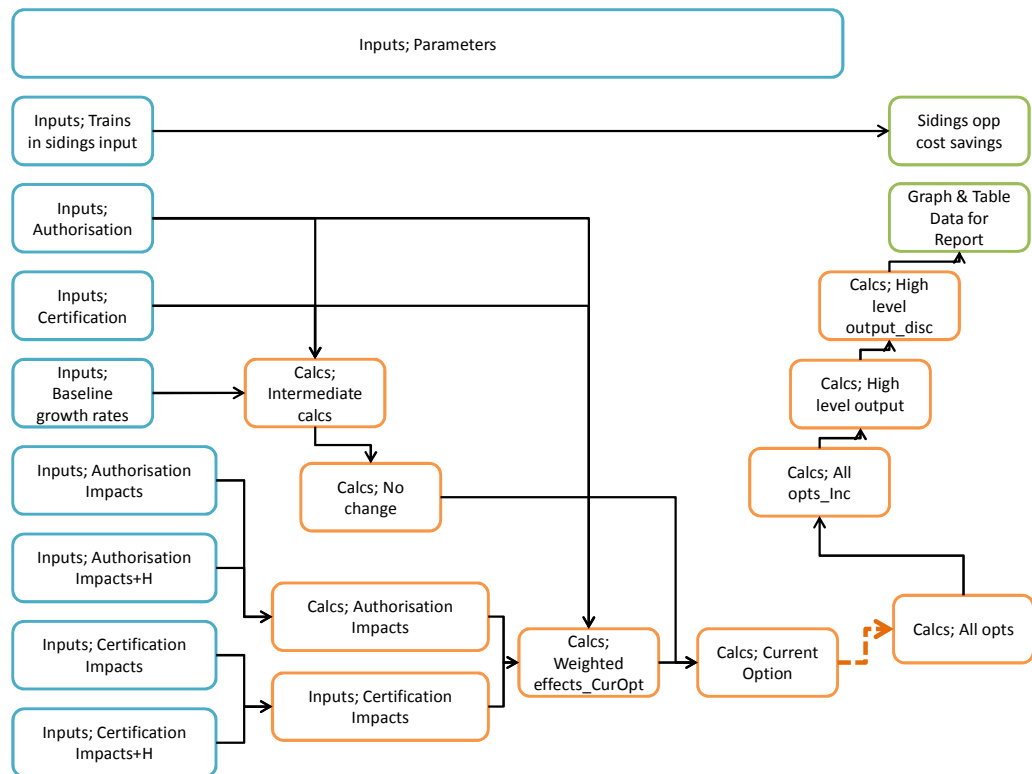 Inputs; Parameters
Inputs; Trains
in sidings input
Sidings opp
cost savings
Inputs;
Authorisation
Graph & Table
Data for
Report
Inputs;
Certification
Calcs; High
level
output_disc
Inputs;
Baseline
growth rates
Calcs;
Intermediate
calcs
Calcs; High
level output
Inputs; Authorisation
Impacts
Calcs; No
change
Calcs; All
opts_Inc
Inputs; Authorisation
Impacts+H
Calcs; Authorisation
Impacts
Calcs; All opts
Inputs; Certification
Impacts
Calcs;
Weighted
effects_CurOpt
Calcs; Current
Option
Inputs; Certification
Impacts
Inputs; Certification
Impacts+H